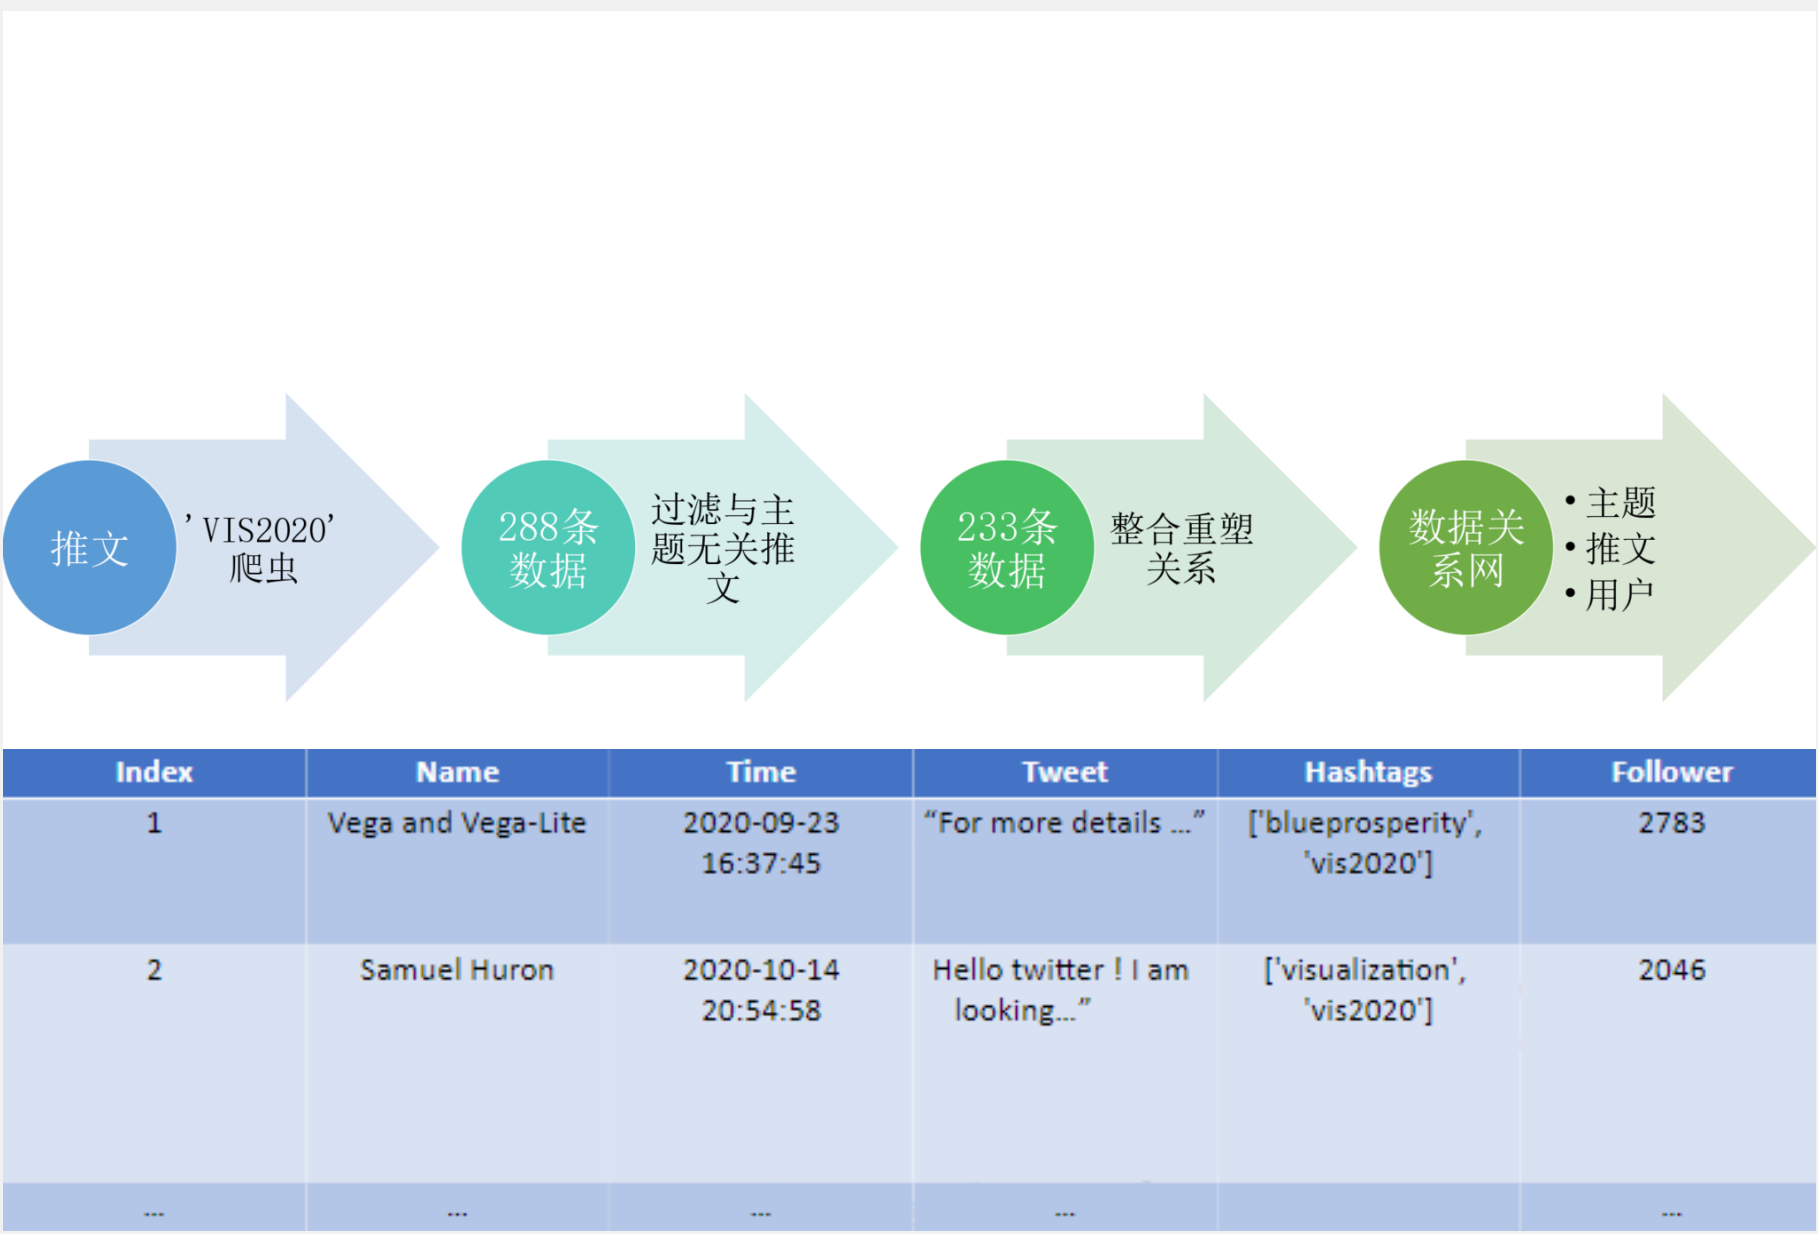 推文
'VIS2020'
爬虫
288条
数据
过滤与主
题无关推
文
233条
数据
整合重塑
关系
数据关
系网
• 主题
• 推文
• 用户
Index Name Time Tweet Hashtags Follower
1 Vega and Vega-Lite 2020-09-23 “For more details ...” ['blueprosperity', 2783
16:37:45 'vis2020']
2 Samuel Huron 2020-10-14 Hello twitter ! I am ['visualization', 2046
20:54:58 looking...” 'vis2020']
... ... ... ... ...